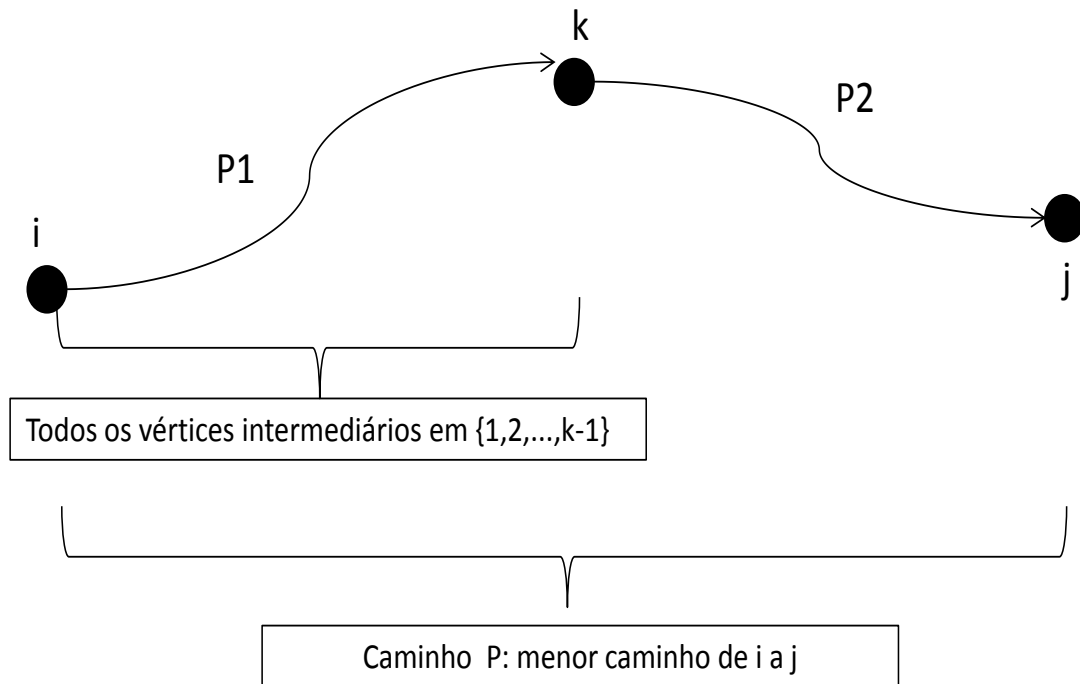 k
P2
P1
i
j
Todos os vértices intermediários em {1,2,...,k-1}
Caminho P: menor caminho de i a j